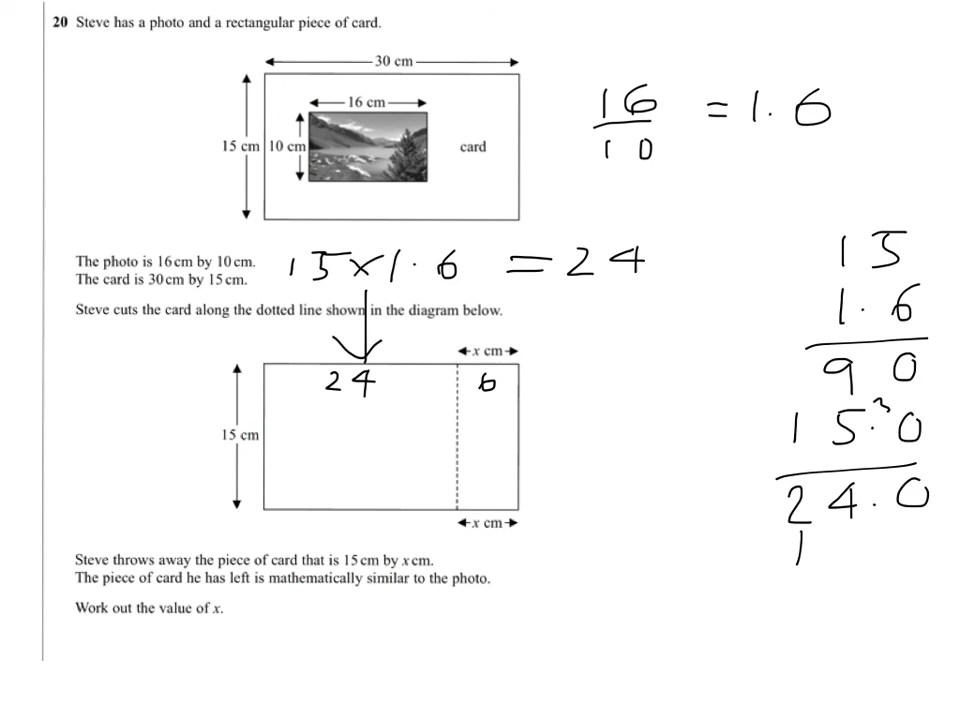 20 Steve has a photo and a rectangular piece of card.
30 cm
16 cm
15 cm
10 cm
card
16
10
= 1.6
The photo is 16 cm by 10 cm.
The card is 30 cm by 15 cm.
15 × 1.6 = 24
Steve cuts the card along the dotted line shown in the diagram below.
x cm
24
6
15 cm
x cm
15
1.6
90
3
15.0
24.0
1
Steve throws away the piece of card that is 15 cm by x cm.
The piece of card he has left is mathematically similar to the photo.
Work out the value of x.